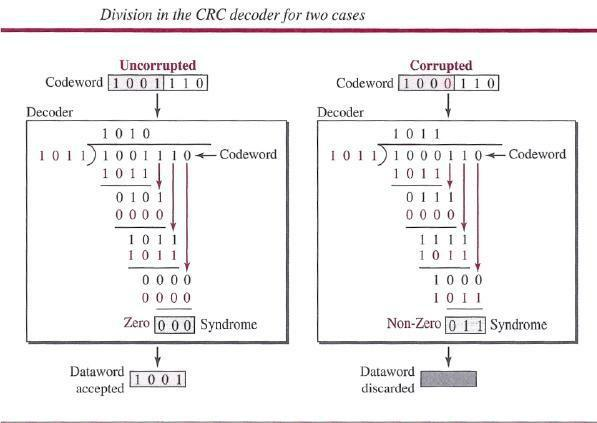 Division in the CRC decoder for two cases
Uncorrupted
Codeword 1 0 0 1 1 1 0
Decoder
1 0 1 0
1 0 1 1 ) 1 0 0 1 1 1 0 ← Codeword
1 0 1 1
0 1 0 1
0 0 0 0
1 0 1 1
1 0 1 1
0 0 0 0
0 0 0 0
Zero 0 0 0 Syndrome
Dataword
accepted 1 0 0 1
Corrupted
Codeword 1 0 0 0 1 1 0
Decoder
1 0 1 1
1 0 1 1 ) 1 0 0 0 1 1 0 ← Codeword
1 0 1 1
0 1 1 1
0 0 0 0
1 1 1 1
1 0 1 1
1 0 0 0
1 0 1 1
Non-Zero 0 1 1 Syndrome
Dataword
discarded